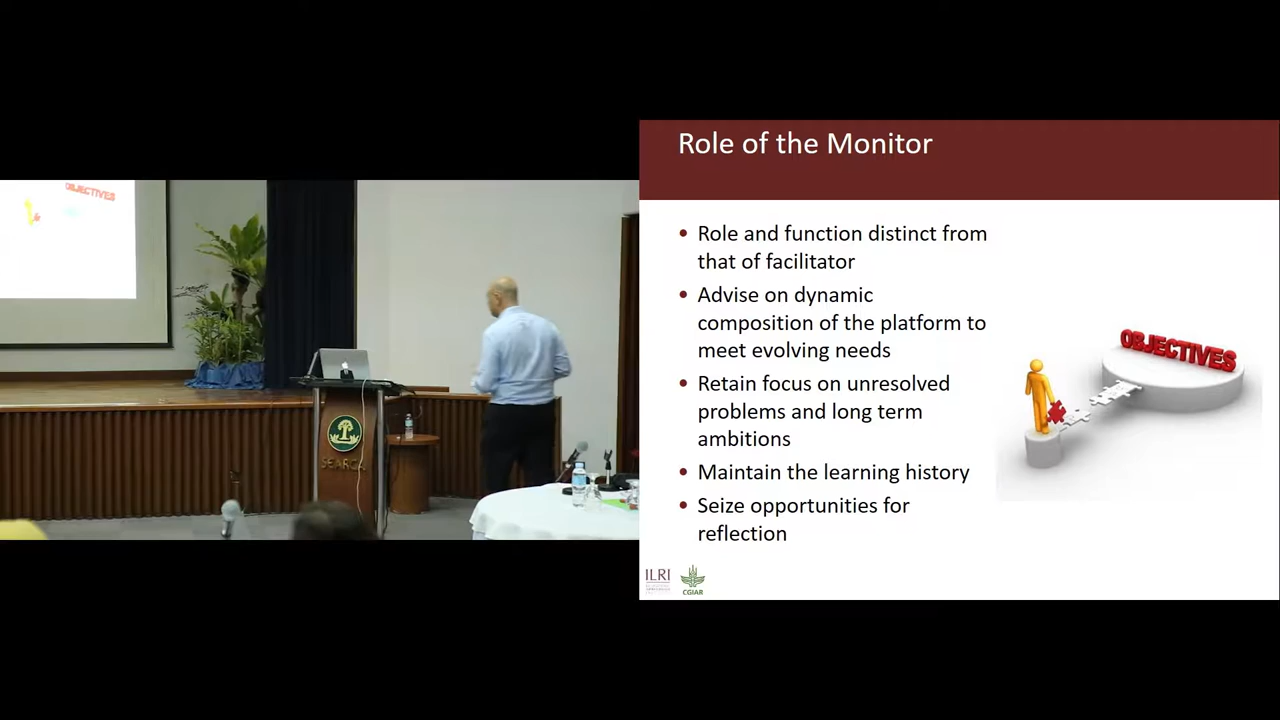 OBJECTIVES
SEARCA
Role of the Monitor
Role and function distinct from
that of facilitator
Advise on dynamic
composition of the platform to
meet evolving needs
Retain focus on unresolved
problems and long term
ambitions
Maintain the learning history
Seize opportunities for
reflection
OBJECTIVES
ILRI
CGIAR